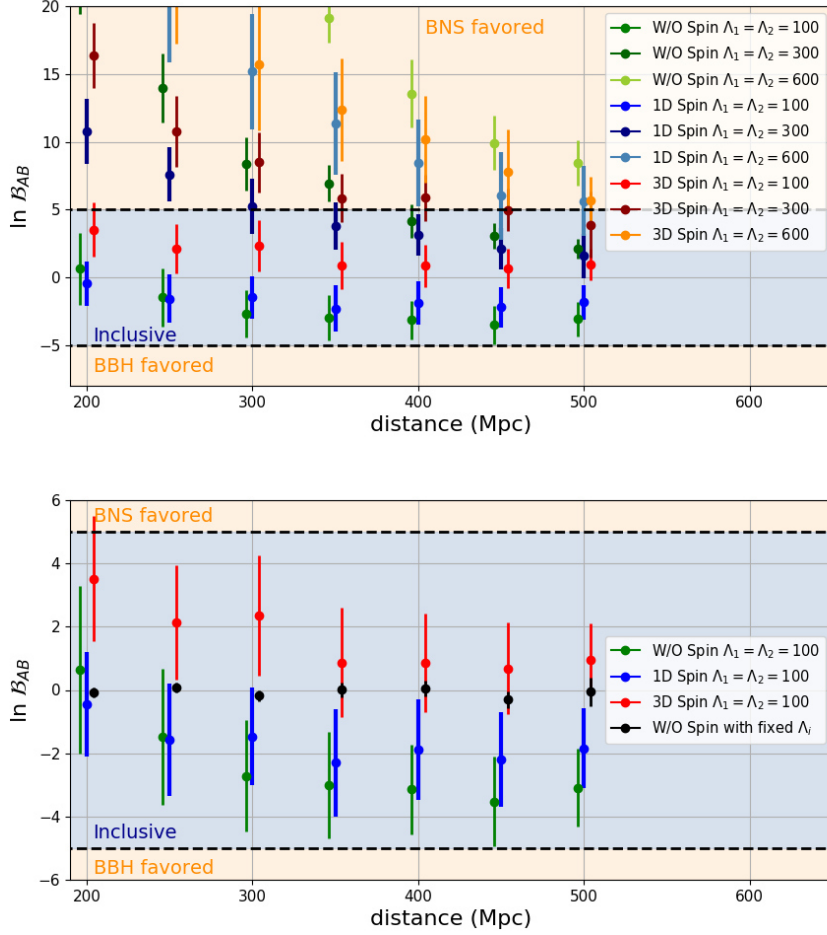 20
15
10
5
0
−5
ln 𝓑_AB
BNS favored
Inclusive
BBH favored
W/O Spin Λ₁ = Λ₂ = 100
W/O Spin Λ₁ = Λ₂ = 300
W/O Spin Λ₁ = Λ₂ = 600
1D Spin Λ₁ = Λ₂ = 100
1D Spin Λ₁ = Λ₂ = 300
1D Spin Λ₁ = Λ₂ = 600
3D Spin Λ₁ = Λ₂ = 100
3D Spin Λ₁ = Λ₂ = 300
3D Spin Λ₁ = Λ₂ = 600
200 300 400 500 600
distance (Mpc)
6
4
2
0
−2
−4
−6
ln 𝓑_AB
BNS favored
Inclusive
BBH favored
W/O Spin Λ₁ = Λ₂ = 100
1D Spin Λ₁ = Λ₂ = 100
3D Spin Λ₁ = Λ₂ = 100
W/O Spin with fixed Λᵢ
200 300 400 500 600
distance (Mpc)